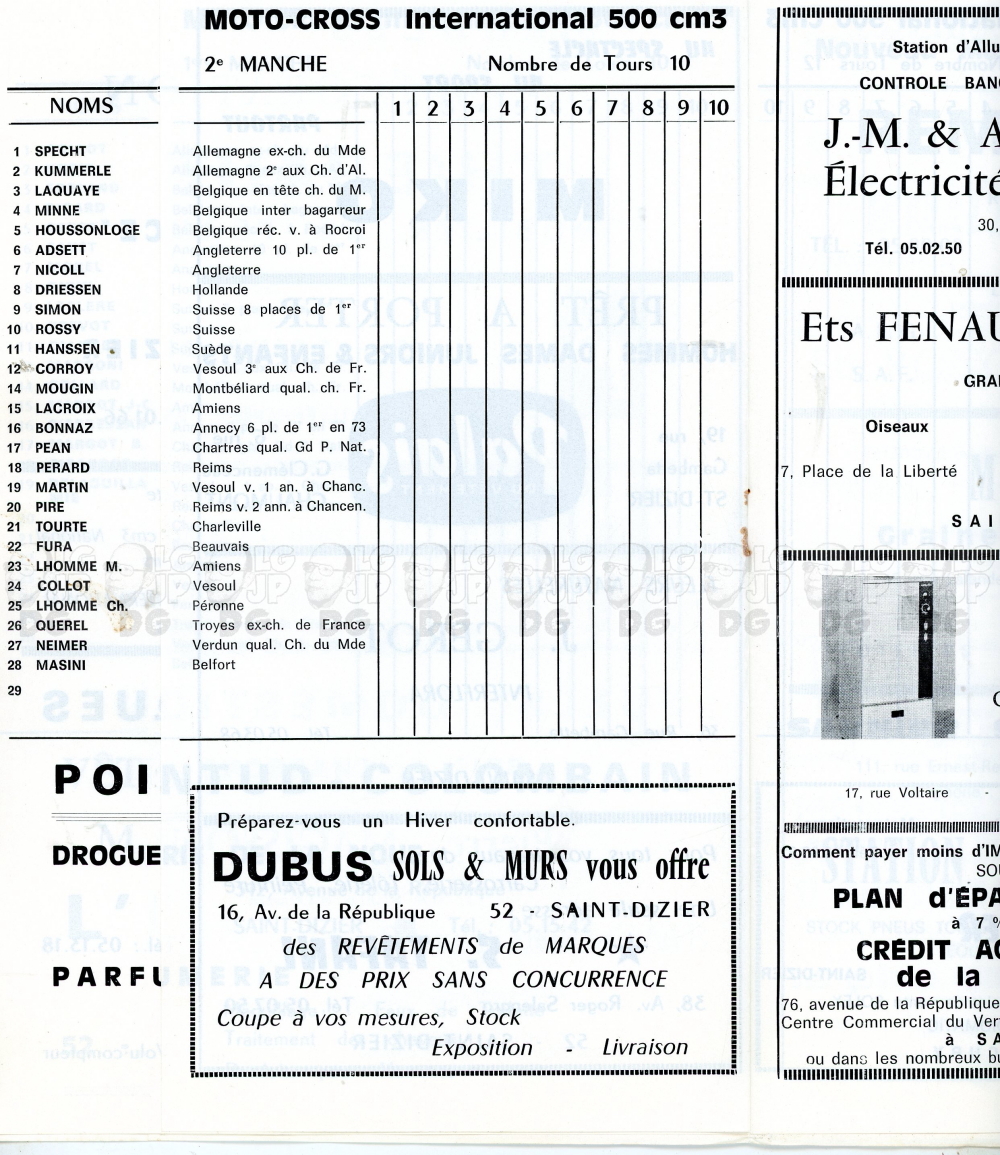 MOTO-CROSS International 500 cm3
2e MANCHE Nombre de Tours 10
NOMS 1 2 3 4 5 6 7 8 9 10
1 SPECHT Allemagne ex-ch. du Mde
2 KUMMERLE Allemagne 2e aux Ch. d'Al.
3 LAQUAYE Belgique en tête ch. du M.
4 MINNE Belgique inter bagarreur
5 HOUSSONLOGE Belgique réc. v. à Rocroi
6 ADSETT Angleterre 10 pl. de 1er
7 NICOLL Angleterre
8 DRIESSEN Hollande
9 SIMON Suisse 8 places de 1er
10 ROSSY Suisse
11 HANSSEN Suède
12 CORROY Vesoul 3e aux Ch. de Fr.
14 MOUGIN Montbéliard qual. ch. Fr.
15 LACROIX Amiens
16 BONNAZ Annecy 6 pl. de 1er en 73
17 PEAN Chartres qual. Gd P. Nat.
18 PERARD Reims
19 MARTIN Vesoul v. 1 an. à Chanc.
20 PIRE Reims v. 2 ann. à Chancen.
21 TOURTE Charleville
22 FURA Beauvais
23 LHOMME M. Amiens
24 COLLOT Vesoul
25 LHOMME Ch. Péronne
26 QUEREL Troyes ex-ch. de France
27 NEIMER Verdun qual. Ch. du Mde
28 MASINI Belfort
29
POI
DROGUE
PARFU
Préparez-vous un Hiver confortable.
DUBUS SOLS & MURS vous offre
16, Av. de la République 52 - SAINT-DIZIER
des REVÊTEMENTS de MARQUES
A DES PRIX SANS CONCURRENCE
Coupe à vos mesures, Stock
Exposition - Livraison
Station d'Allu
CONTROLE BANC
J.-M. & A
Électricité
30,
Tél. 05.02.50
Ets FENAU
GRAI
Oiseaux
7, Place de la Liberté
SAI
17, rue Voltaire -
Comment payer moins d'IM
SOU
PLAN d'ÉPA
à
CRÉDIT AG
de la
76, avenue de la République
Centre Commercial du Ver
à SA
ou dans les nombreux bu
LG JP DG